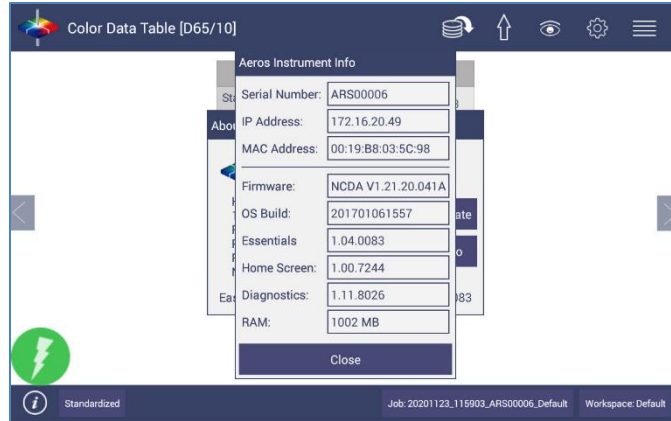 Color Data Table [D65/10]
Aeros Instrument Info
Serial Number: ARS00006
IP Address: 172.16.20.49
MAC Address: 00:19:B8:03:5C:98
Firmware: NCDA V1.21.20.041A
OS Build: 201701061557
Essentials 1.04.0083
Home Screen: 1.00.7244
Diagnostics: 1.11.8026
RAM: 1002 MB
Close
Standardized
Job: 20201123_115903_ARS00006_Default
Workspace: Default